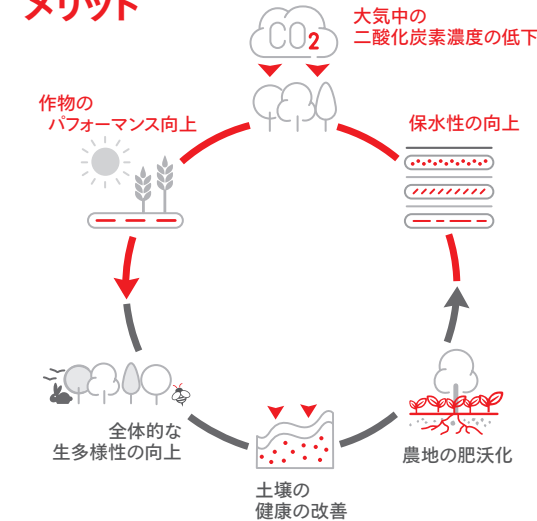 メリット
CO2
大気中の
二酸化炭素濃度の低下
作物の
パフォーマンス向上
保水性の向上
全体的な
生多様性の向上
農地の肥沃化
土壌の
健康の改善